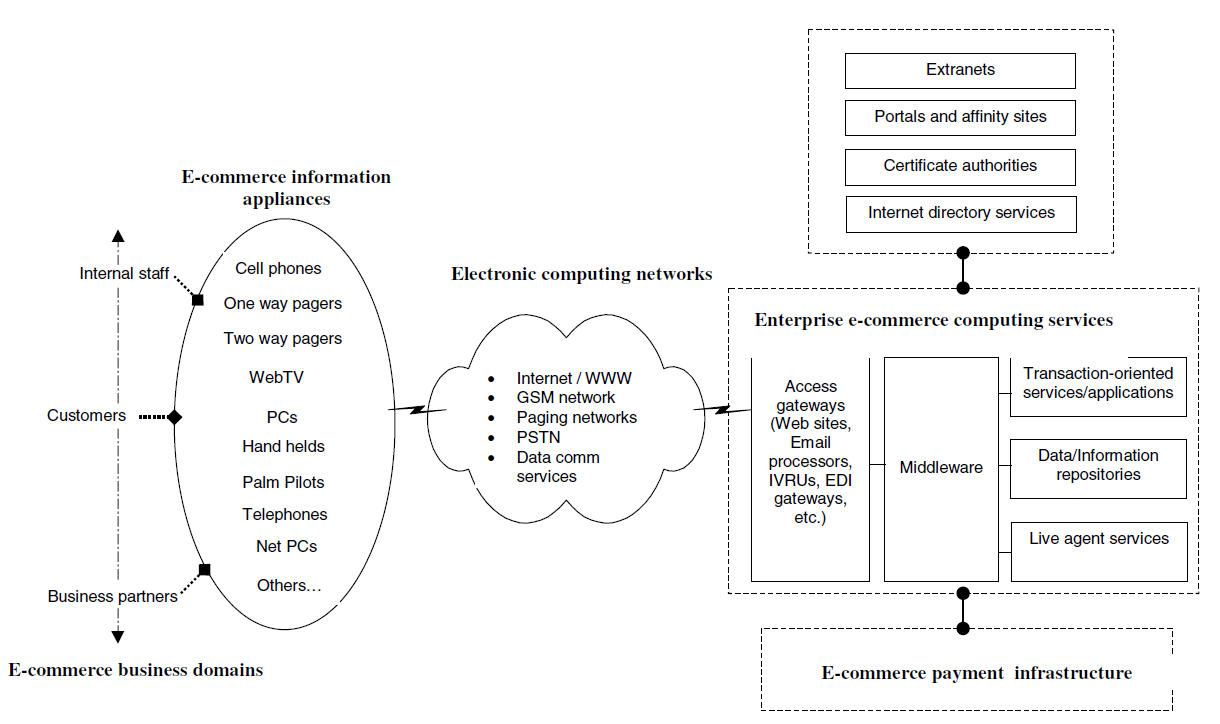 Extranets
Portals and affinity sites
Certificate authorities
Internet directory services
E-commerce information
appliances
Internal staff
Customers
Business partners
E-commerce business domains
Cell phones
One way pagers
Two way pagers
WebTV
PCs
Hand helds
Palm Pilots
Telephones
Net PCs
Others…
Electronic computing networks
• Internet / WWW
• GSM network
• Paging networks
• PSTN
• Data comm
services
Enterprise e-commerce computing services
Access
gateways
(Web sites,
Email
processors,
IVRUs, EDI
gateways,
etc.)
Middleware
Transaction-oriented
services/applications
Data/Information
repositories
Live agent services
E-commerce payment infrastructure